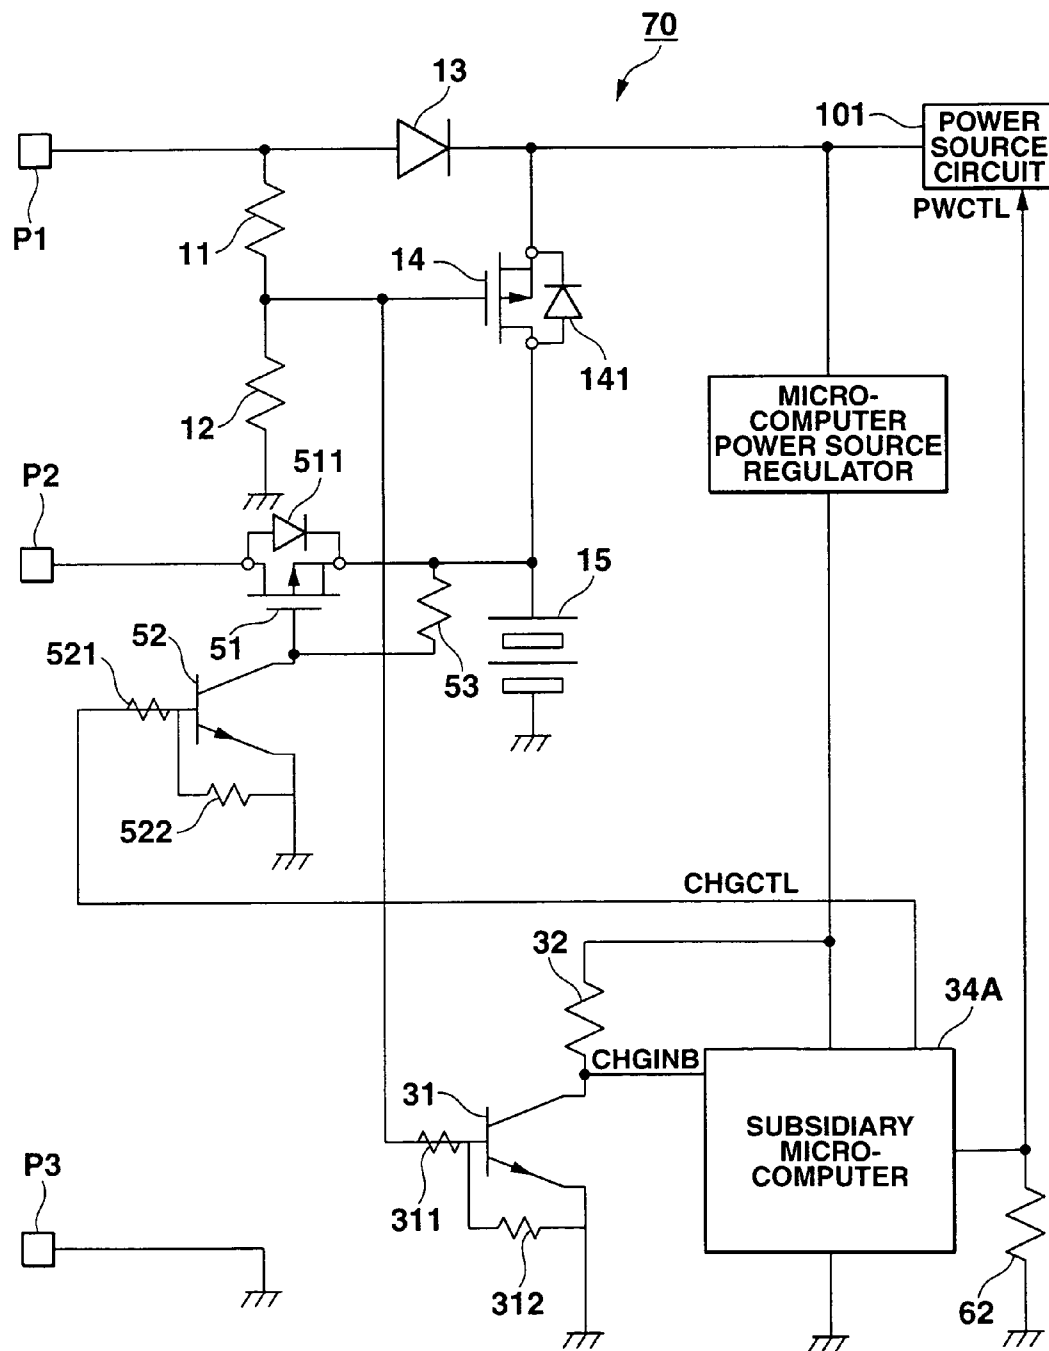 70
13
101
POWER
SOURCE
CIRCUIT
PWCTL
P1
11
14
141
12
MICRO-
COMPUTER
POWER SOURCE
REGULATOR
P2
511
15
51
52
53
521
522
CHGCTL
32
34A
CHGINB
31
SUBSIDIARY
MICRO-
COMPUTER
P3
311
312
62